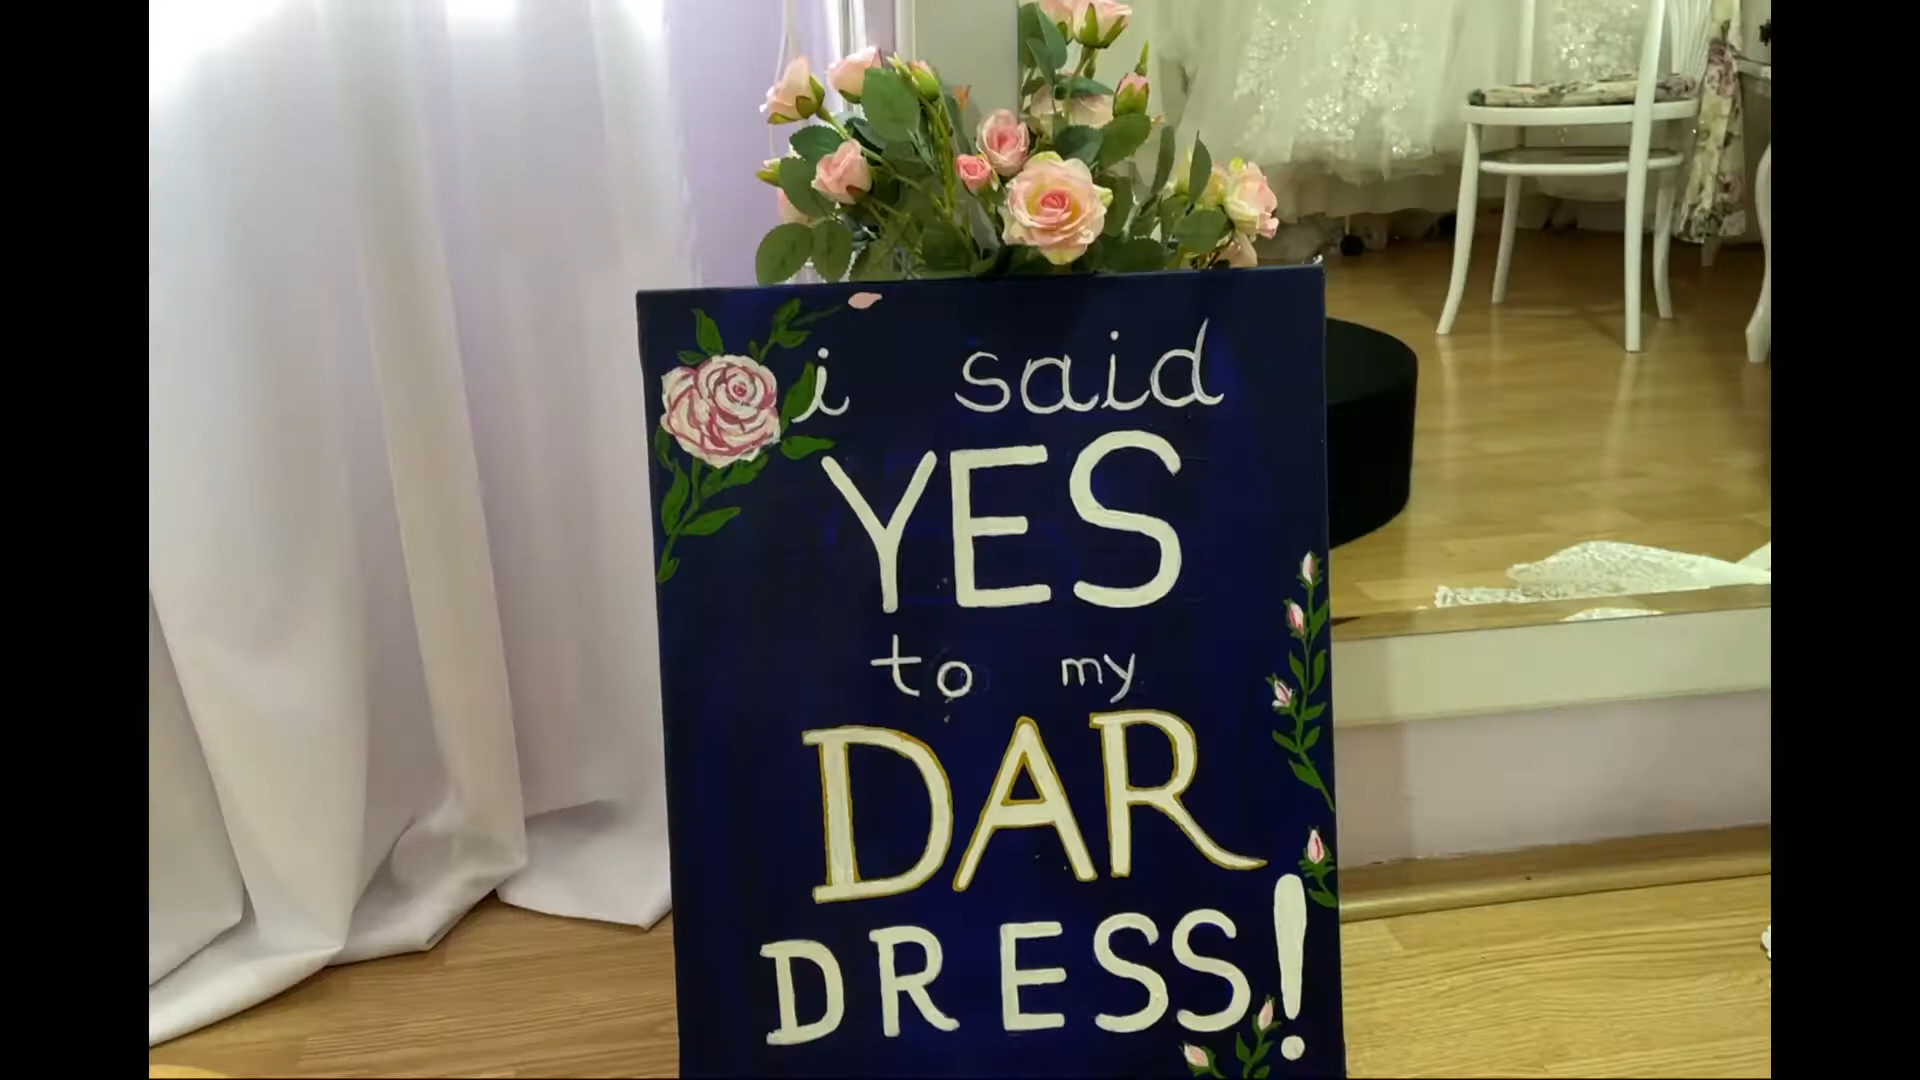 i said
YES
to my
DAR
DRESS!